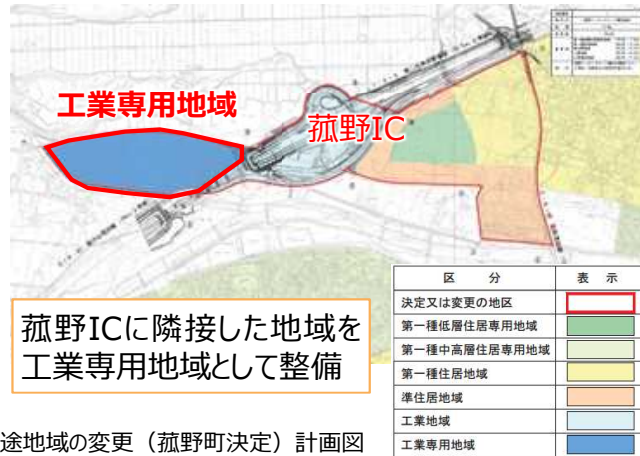 工業専用地域
菰野IC
菰野ICに隣接した地域を
工業専用地域として整備
区 分 表 示
決定又は変更の地区
第一種低層住居専用地域
第一種中高層住居専用地域
第一種住居地域
準住居地域
工業地域
工業専用地域
途地域の変更（菰野町決定）計画図